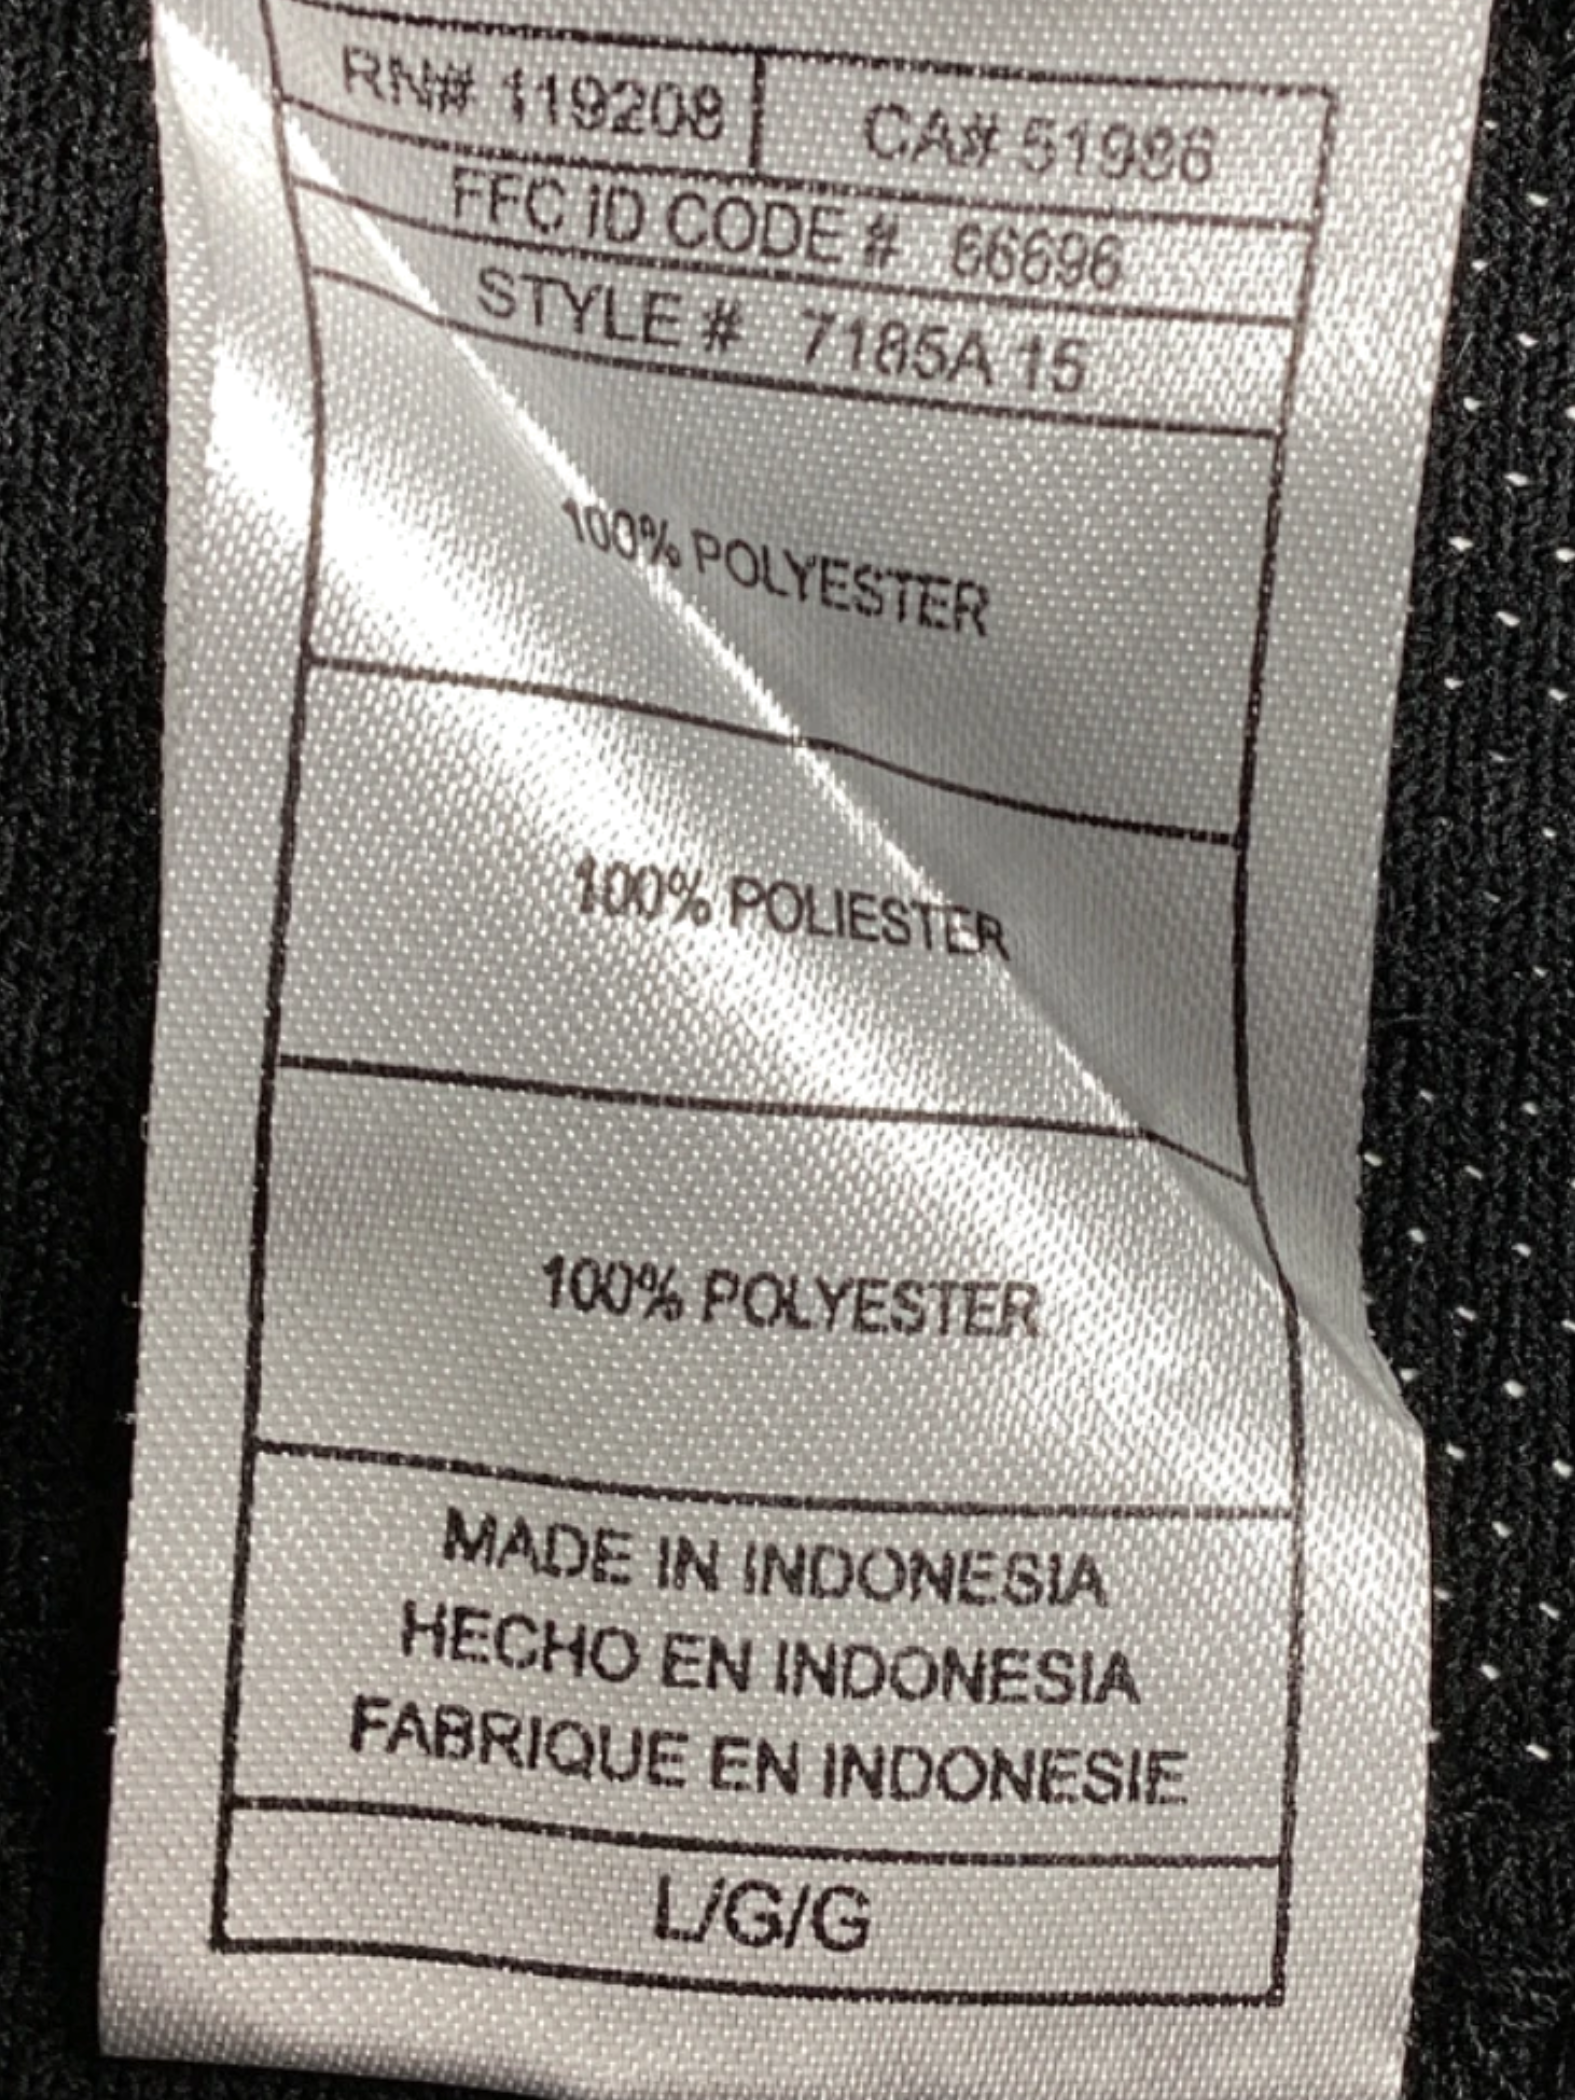 RN# 119208
CA# 51986
FFC ID CODE # 66696
STYLE # 7185A 15
100% POLYESTER
100% POLIESTER
100% POLYESTER
MADE IN INDONESIA
HECHO EN INDONESIA
FABRIQUE EN INDONESIE
L/G/G